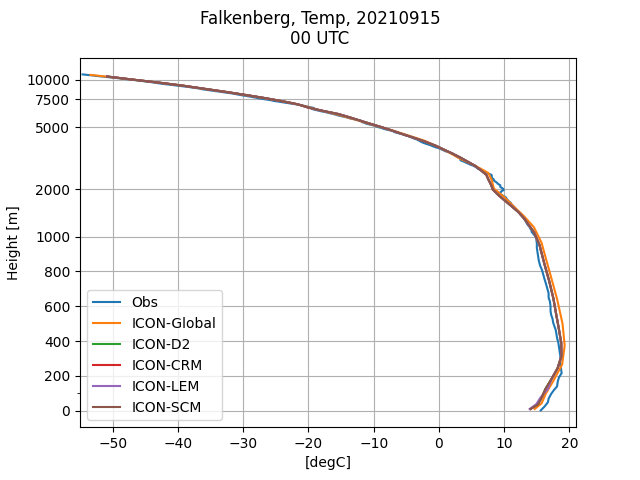 Falkenberg, Temp, 20210915
00 UTC
10000
7500
5000
2000
1000
800
600
400
200
0
Height [m]
Obs
ICON-Global
ICON-D2
ICON-CRM
ICON-LEM
ICON-SCM
−50 −40 −30 −20 −10 0 10 20
[degC]